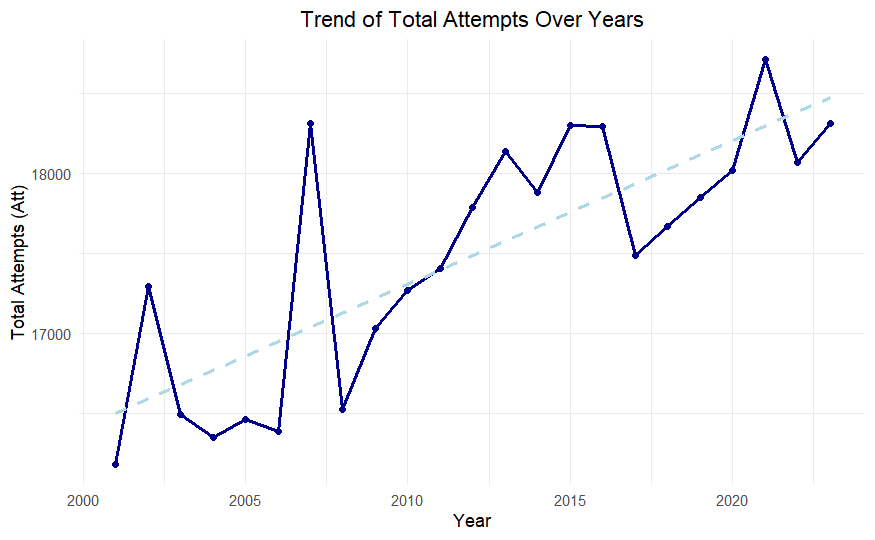 Trend of Total Attempts Over Years
Total Attempts (Att)
18000
17000
2000 2005 2010 2015 2020
Year